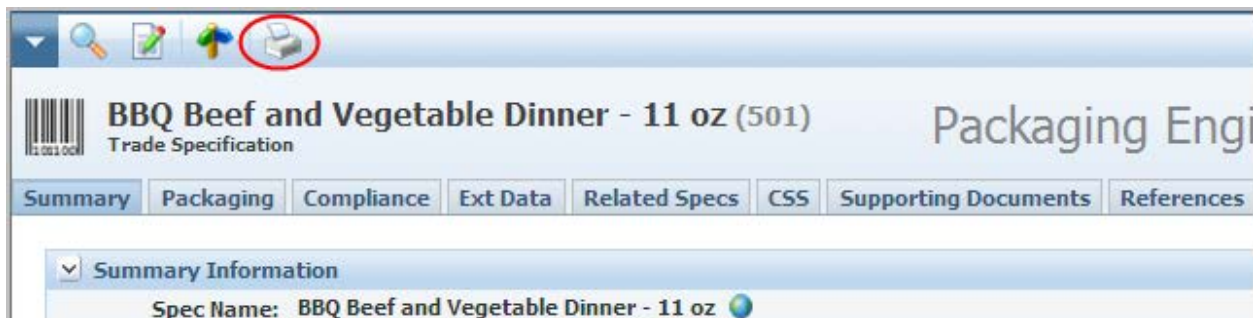 BBQ Beef and Vegetable Dinner - 11 oz (501)
Trade Specification
Packaging
Summary Packaging Compliance Ext Data Related Specs CSS Supporting Documents References
Summary Information
Spec Name: BBQ Beef and Vegetable Dinner - 11 oz